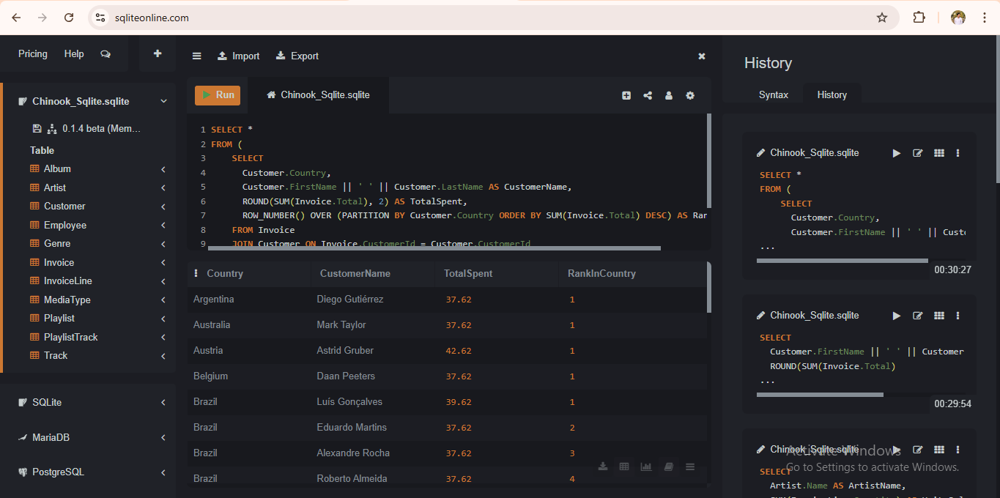 sqliteonline.com
Pricing Help
Import Export
History
Run Chinook_Sqlite.sqlite
Syntax History
Chinook_Sqlite.sqlite
0.1.4 beta (Mem...
Table
Album
Artist
Customer
Employee
Genre
Invoice
InvoiceLine
MediaType
Playlist
PlaylistTrack
Track
SQLite
MariaDB
PostgreSQL
1 SELECT *
2 FROM (
3 SELECT
4 Customer.Country,
5 Customer.FirstName || ' ' || Customer.LastName AS CustomerName,
6 ROUND(SUM(Invoice.Total), 2) AS TotalSpent,
7 ROW_NUMBER() OVER (PARTITION BY Customer.Country ORDER BY SUM(Invoice.Total) DESC) AS Ran
8 FROM Invoice
9 JOIN Customer ON Invoice.CustomerId = Customer.CustomerId
Country CustomerName TotalSpent RankInCountry
Argentina Diego Gutiérrez 37.62 1
Australia Mark Taylor 37.62 1
Austria Astrid Gruber 42.62 1
Belgium Daan Peeters 37.62 1
Brazil Luís Gonçalves 39.62 1
Brazil Eduardo Martins 37.62 2
Brazil Alexandre Rocha 37.62 3
Brazil Roberto Almeida 37.62 4
Chinook_Sqlite.sqlite
SELECT *
FROM (
SELECT
Customer.Country,
Customer.FirstName || ' ' || Custo
...
00:30:27
Chinook_Sqlite.sqlite
SELECT
Customer.FirstName || ' ' || Customer
ROUND(SUM(Invoice.Total)
...
00:29:54
Chinook_Sqlite.sqlite
Activate Windows
Go to Settings to activate Windows.
SELECT
Artist.Name AS ArtistName,